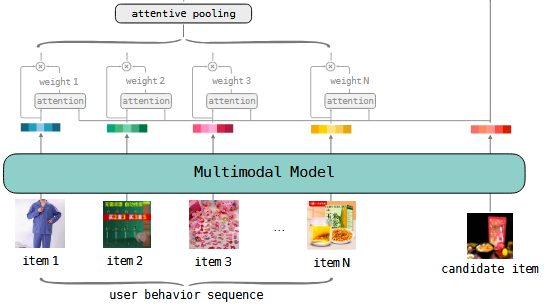 attentive pooling
weight 1
weight 2
weight 3
weight N
attention
attention
attention
attention
Multimodal Model
item 1
item 2
item 3
...
item N
candidate item
user behavior sequence